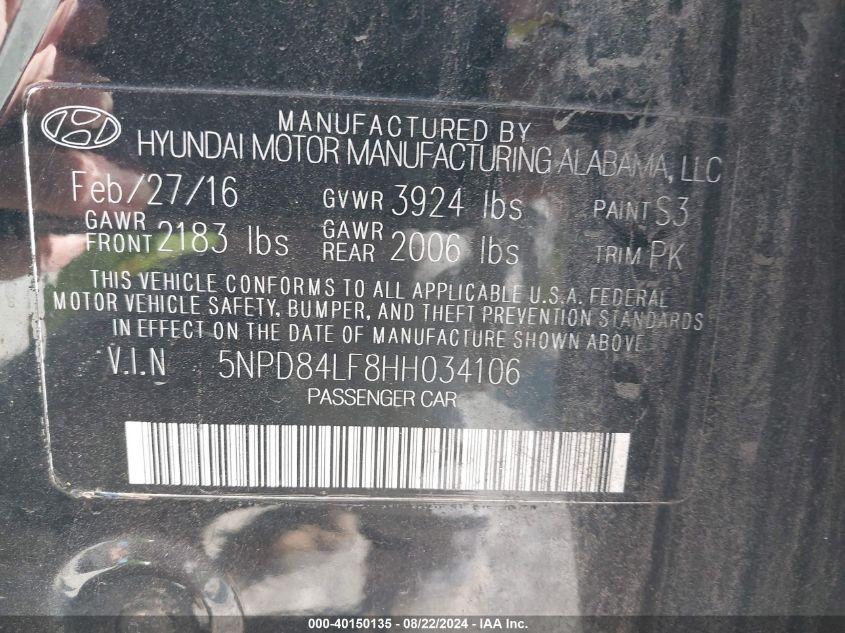 MANUFACTURED BY
HYUNDAI MOTOR MANUFACTURING ALABAMA, LLC
Feb/27/16 GVWR 3924 lbs PAINT S3
GAWR FRONT 2183 lbs GAWR REAR 2006 lbs TRIM PK
THIS VEHICLE CONFORMS TO ALL APPLICABLE U.S.A. FEDERAL
MOTOR VEHICLE SAFETY, BUMPER, AND THEFT PREVENTION STANDARDS
IN EFFECT ON THE DATE OF MANUFACTURE SHOWN ABOVE.
V.I.N 5NPD84LF8HH034106
PASSENGER CAR
000-40150135 - 08/22/2024 - IAA Inc.